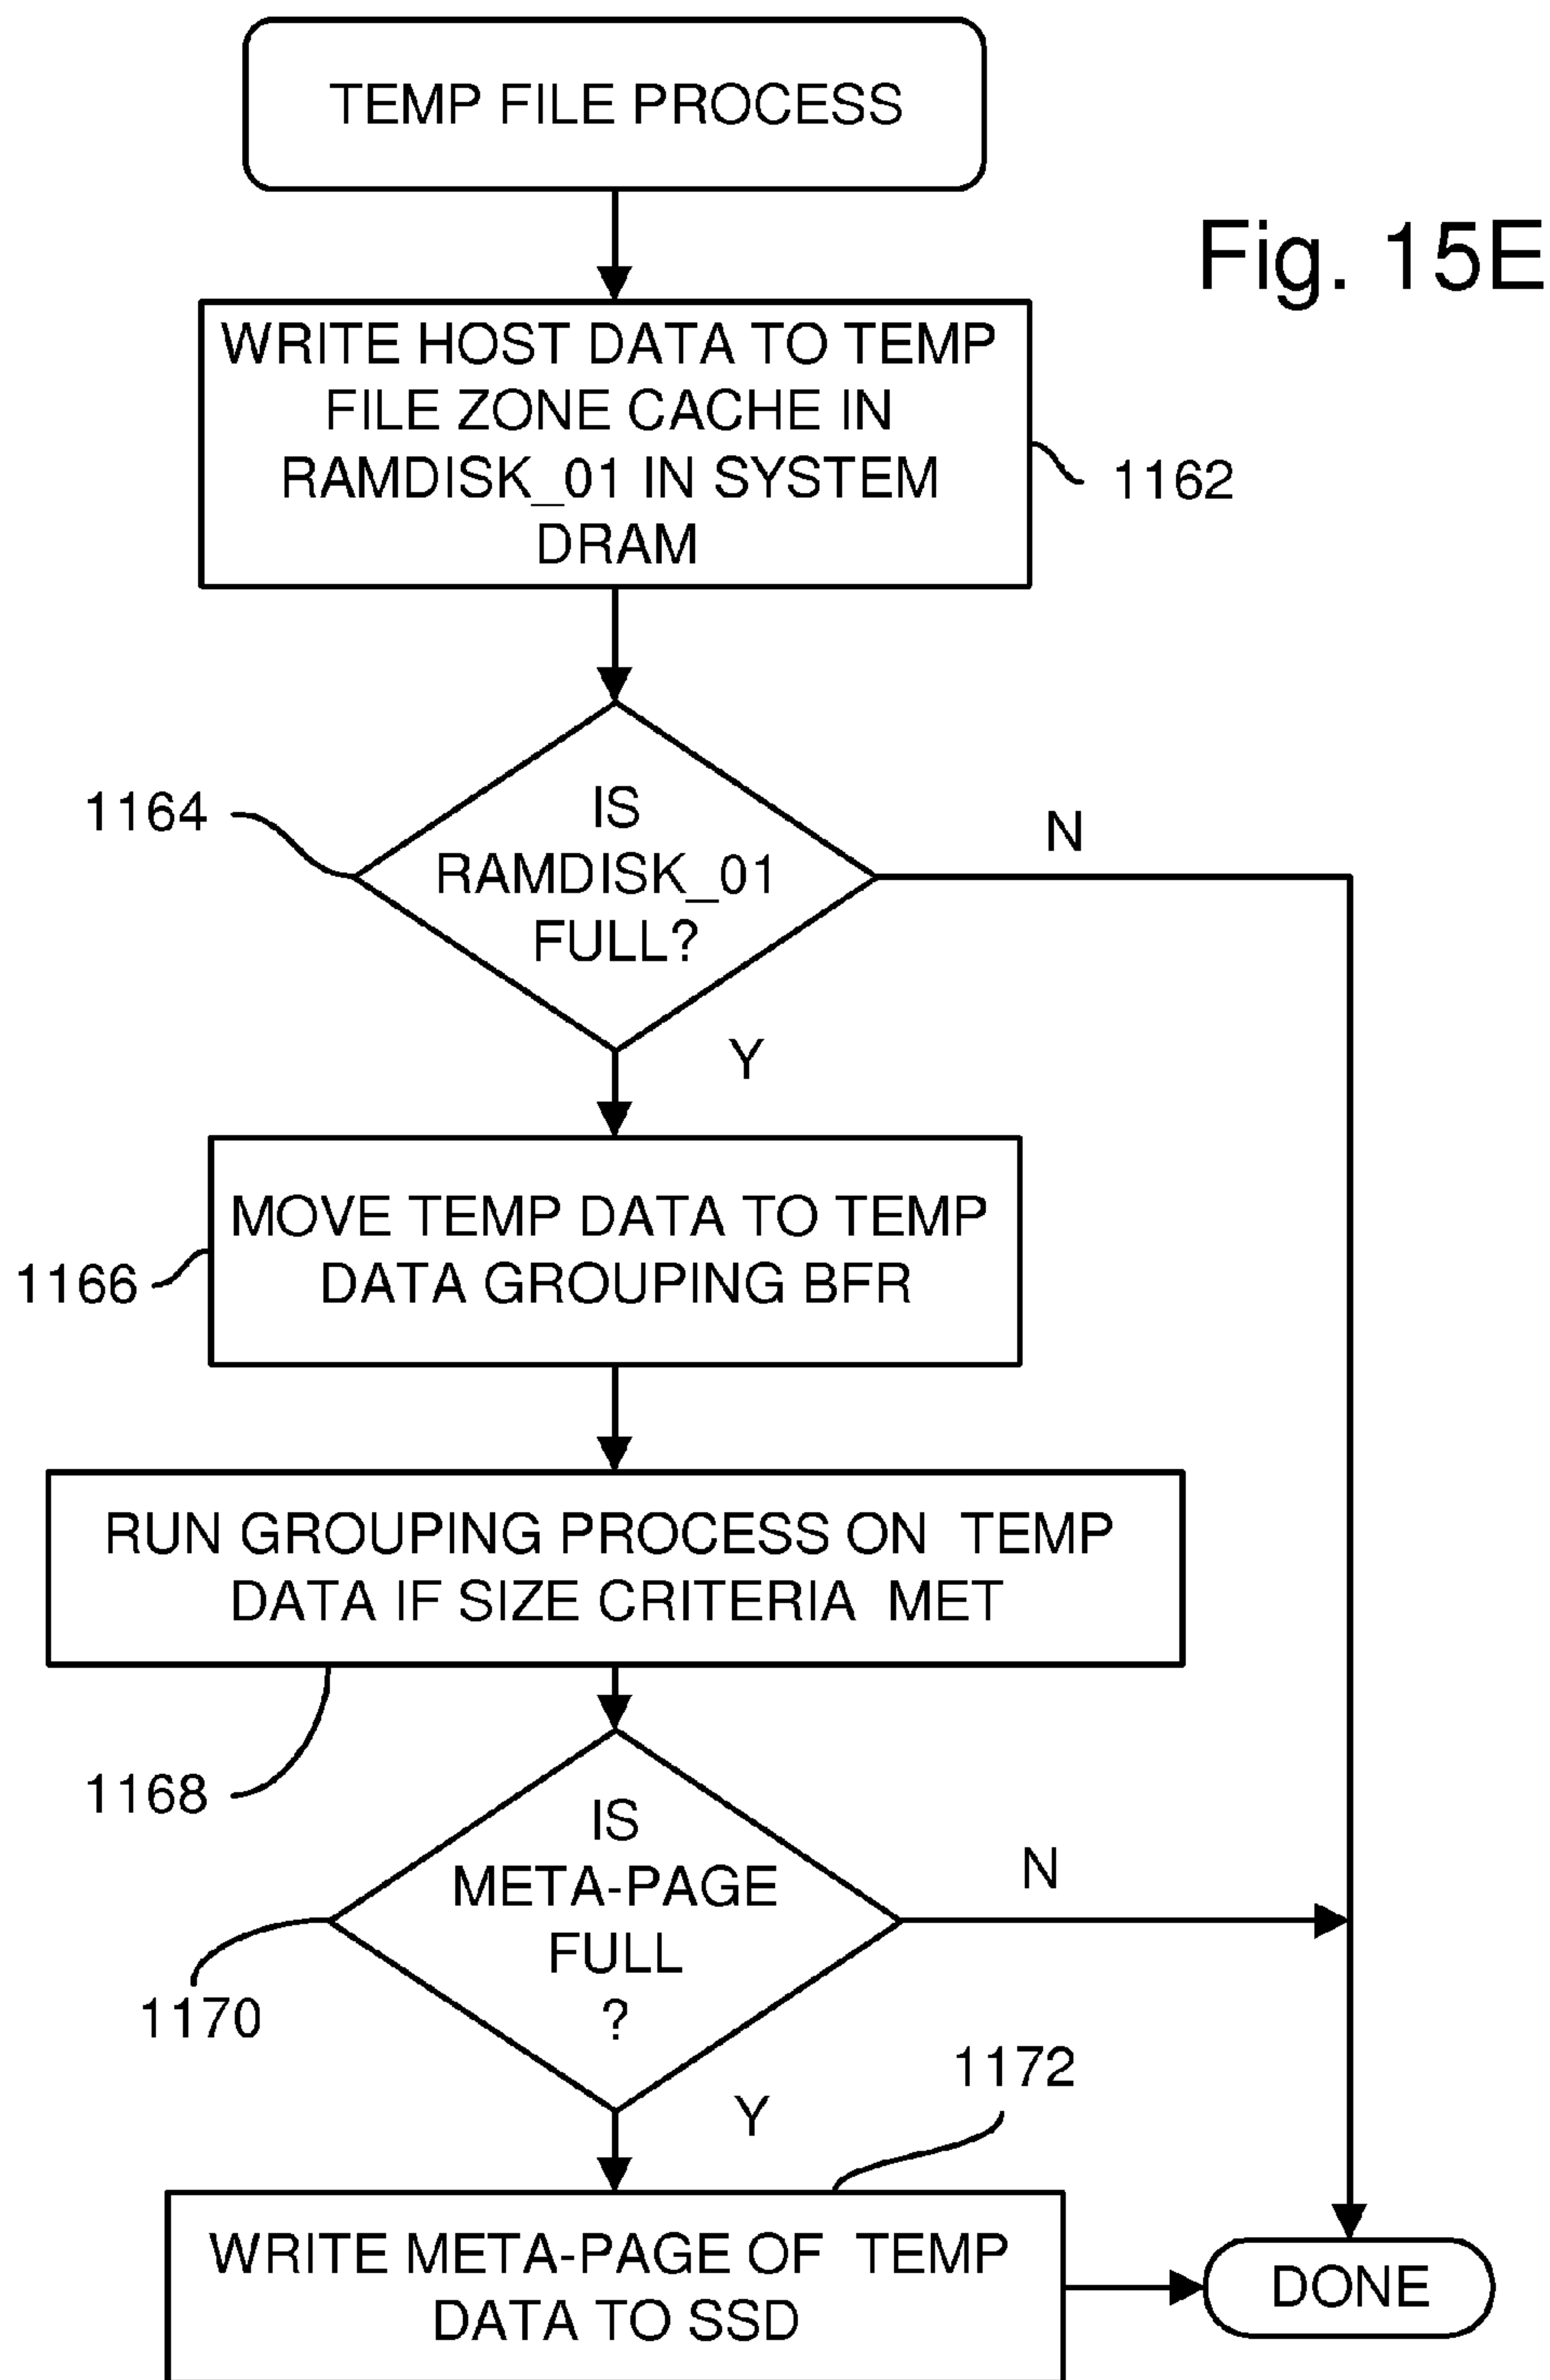 TEMP FILE PROCESS
Fig. 15E
WRITE HOST DATA TO TEMP
FILE ZONE CACHE IN
RAMDISK_01 IN SYSTEM
DRAM
1162
1164
IS
RAMDISK_01
FULL?
N
Y
MOVE TEMP DATA TO TEMP
DATA GROUPING BFR
1166
RUN GROUPING PROCESS ON TEMP
DATA IF SIZE CRITERIA MET
1168
IS
META-PAGE
FULL
?
N
1170
Y
1172
WRITE META-PAGE OF TEMP
DATA TO SSD
DONE